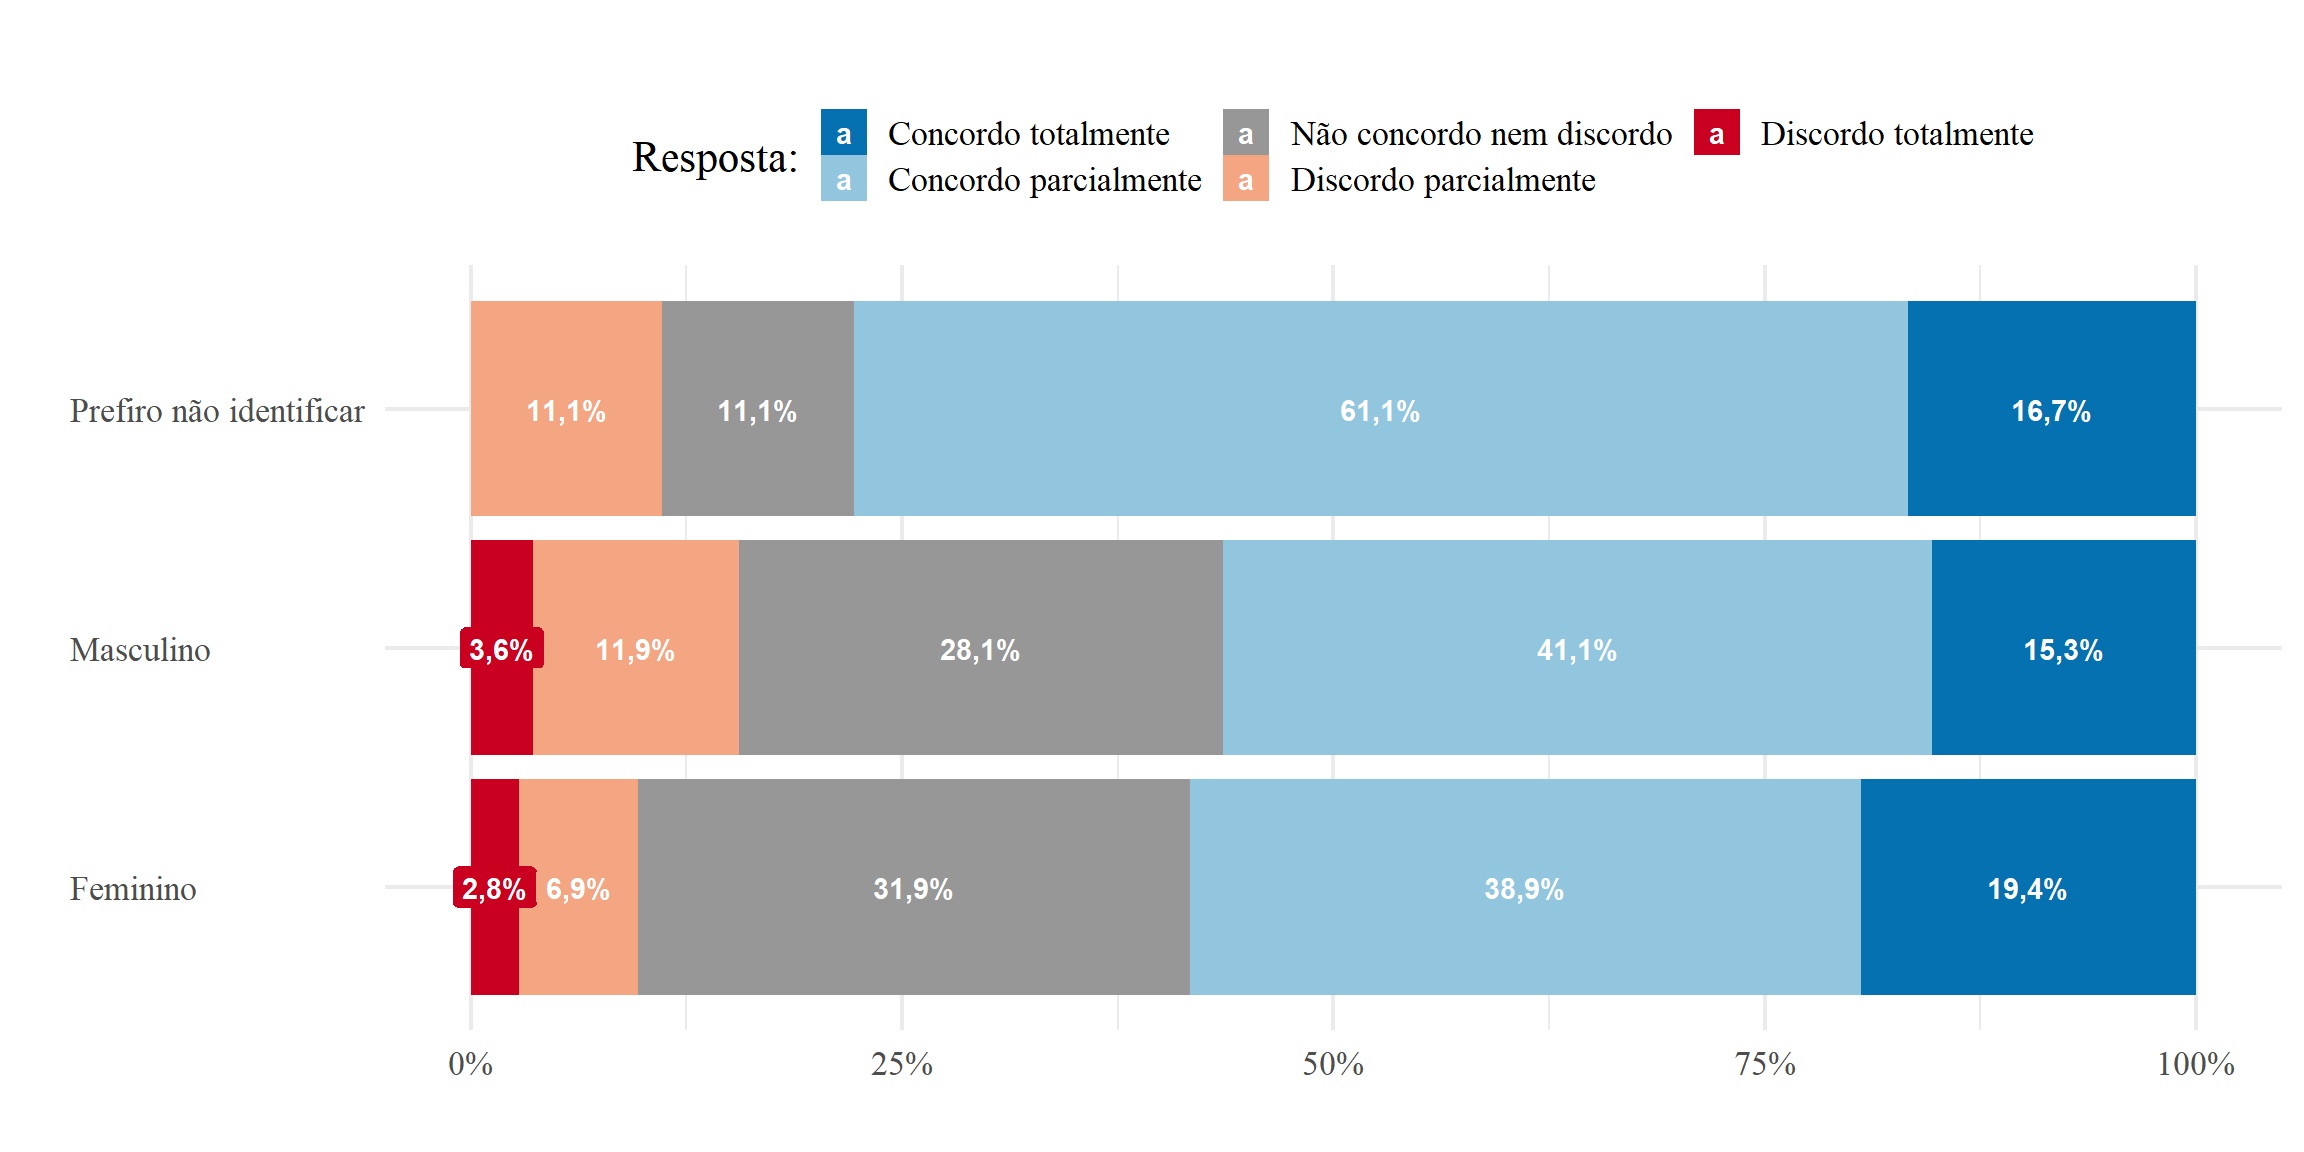 Resposta:
a Concordo totalmente
a Concordo parcialmente
a Não concordo nem discordo
a Discordo parcialmente
a Discordo totalmente
Prefiro não identificar
11,1% 11,1% 61,1% 16,7%
Masculino
3,6% 11,9% 28,1% 41,1% 15,3%
Feminino
2,8% 6,9% 31,9% 38,9% 19,4%
0% 25% 50% 75% 100%